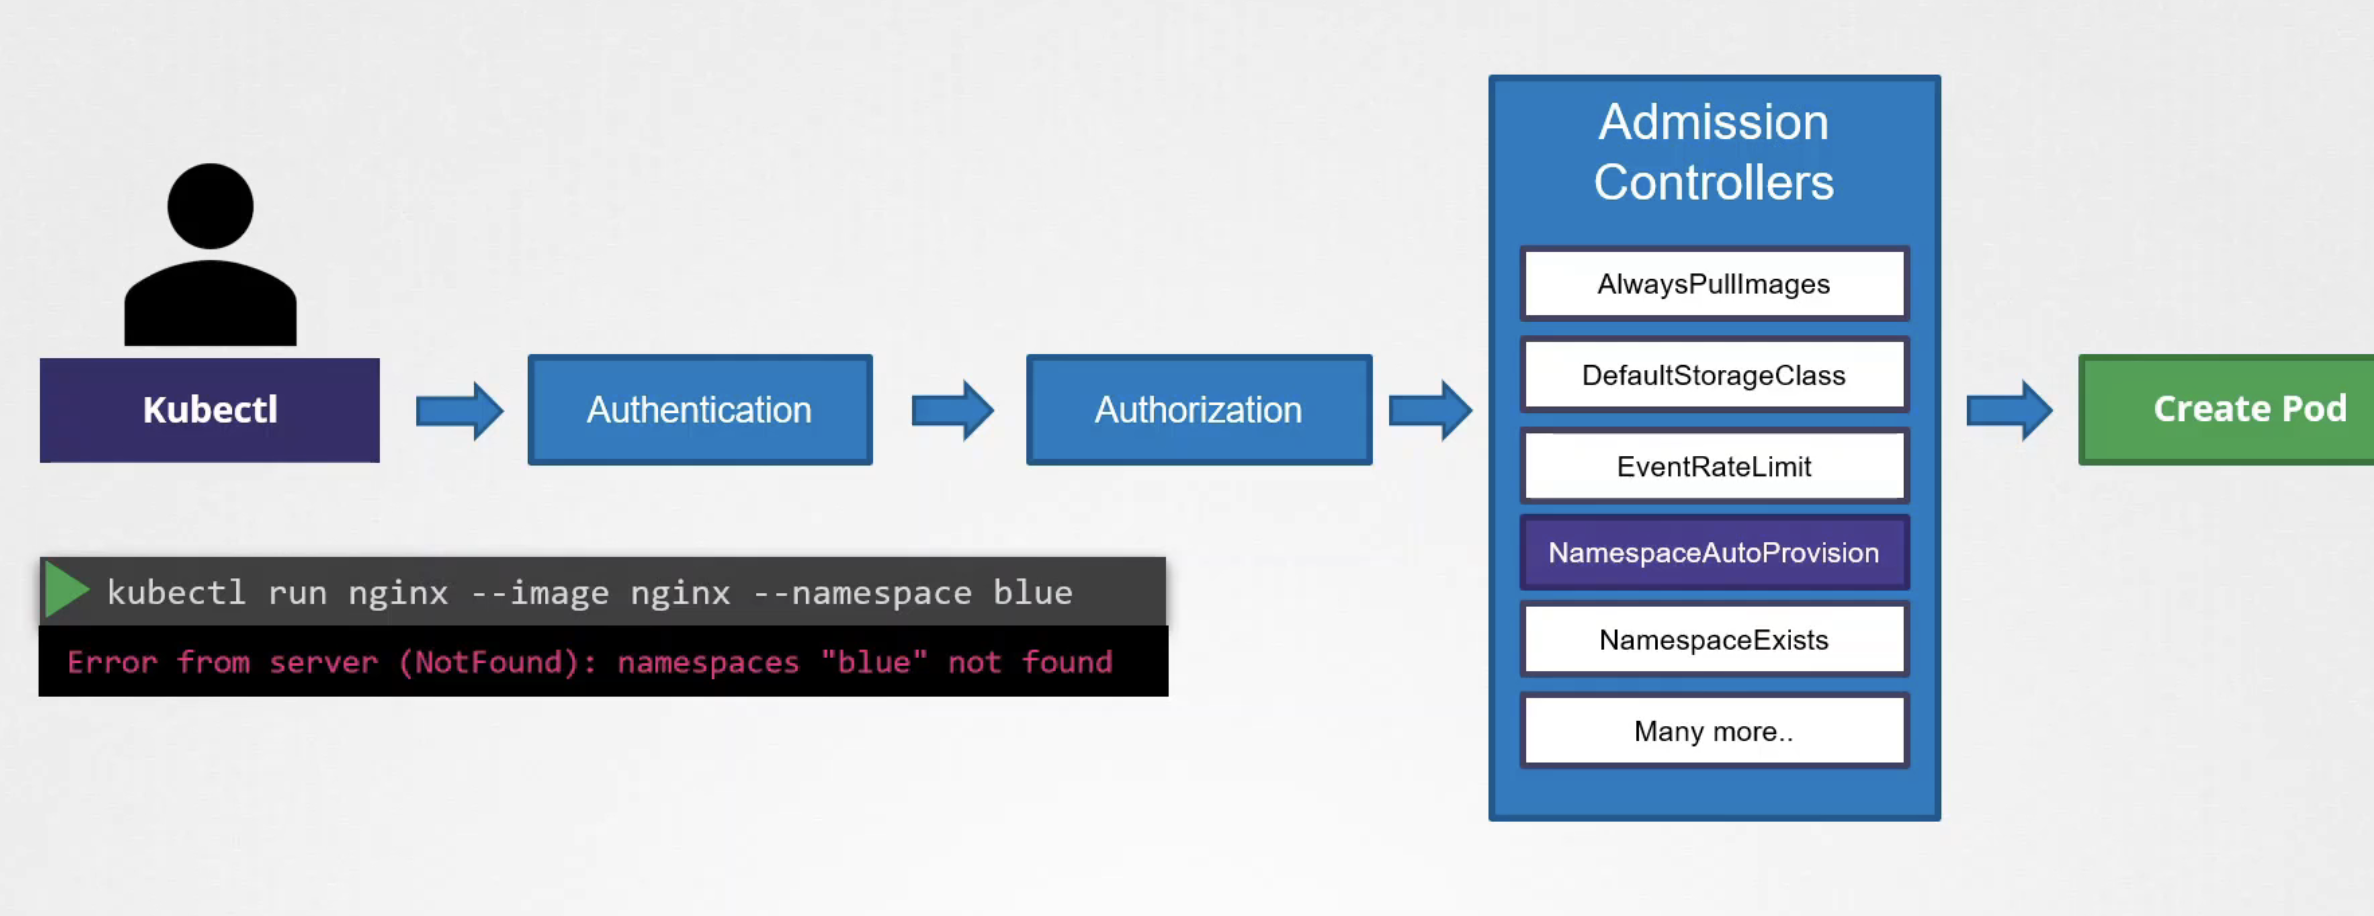 Admission
Controllers
AlwaysPullImages
DefaultStorageClass
EventRateLimit
NamespaceAutoProvision
NamespaceExists
Many more..
Kubectl
Authentication
Authorization
Create Pod
kubectl run nginx --image nginx --namespace blue
Error from server (NotFound): namespaces "blue" not found